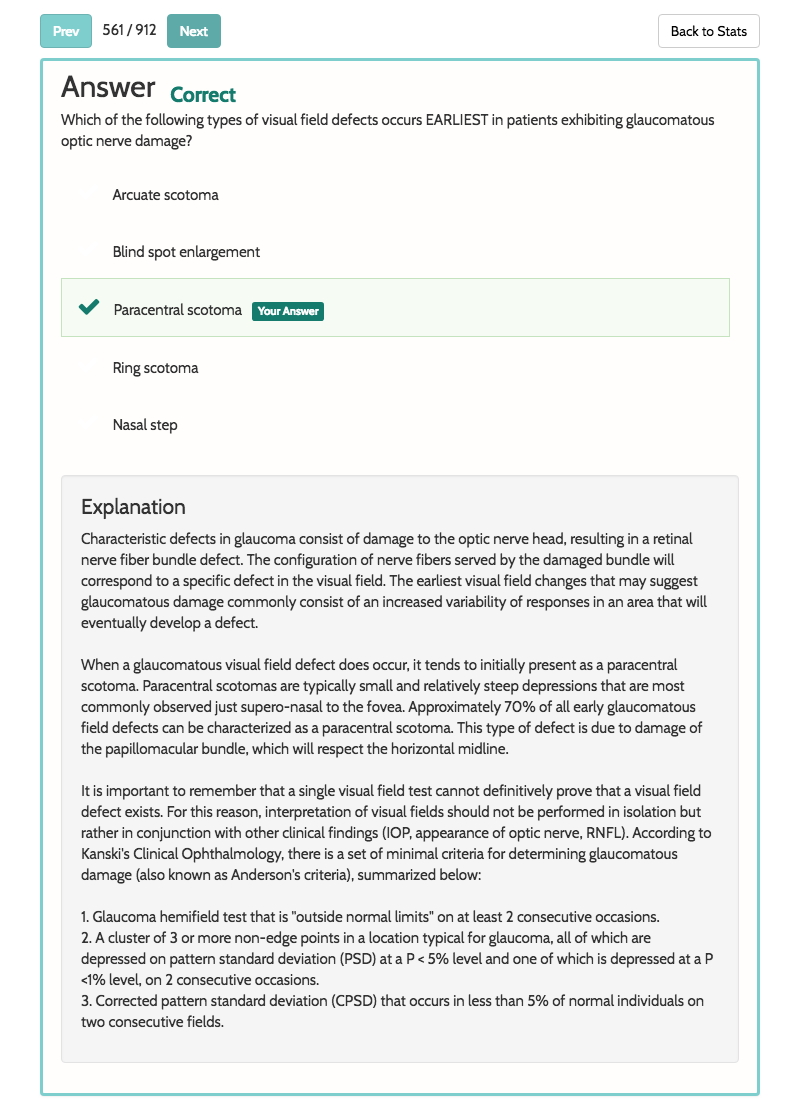 Prev 561 / 912 Next Back to Stats
Answer Correct
Which of the following types of visual field defects occurs EARLIEST in patients exhibiting glaucomatous
optic nerve damage?
Arcuate scotoma
Blind spot enlargement
Paracentral scotoma Your Answer
Ring scotoma
Nasal step
Explanation
Characteristic defects in glaucoma consist of damage to the optic nerve head, resulting in a retinal
nerve fiber bundle defect. The configuration of nerve fibers served by the damaged bundle will
correspond to a specific defect in the visual field. The earliest visual field changes that may suggest
glaucomatous damage commonly consist of an increased variability of responses in an area that will
eventually develop a defect.
When a glaucomatous visual field defect does occur, it tends to initially present as a paracentral
scotoma. Paracentral scotomas are typically small and relatively steep depressions that are most
commonly observed just supero-nasal to the fovea. Approximately 70% of all early glaucomatous
field defects can be characterized as a paracentral scotoma. This type of defect is due to damage of
the papillomacular bundle, which will respect the horizontal midline.
It is important to remember that a single visual field test cannot definitively prove that a visual field
defect exists. For this reason, interpretation of visual fields should not be performed in isolation but
rather in conjunction with other clinical findings (IOP, appearance of optic nerve, RNFL). According to
Kanski's Clinical Ophthalmology, there is a set of minimal criteria for determining glaucomatous
damage (also known as Anderson's criteria), summarized below:
1. Glaucoma hemifield test that is "outside normal limits" on at least 2 consecutive occasions.
2. A cluster of 3 or more non-edge points in a location typical for glaucoma, all of which are
depressed on pattern standard deviation (PSD) at a P < 5% level and one of which is depressed at a P
<1% level, on 2 consecutive occasions.
3. Corrected pattern standard deviation (CPSD) that occurs in less than 5% of normal individuals on
two consecutive fields.